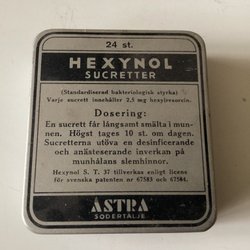 24 st.
HEXYNOL
SUCRETTER
(Standardiserad bakteriologisk styrka)
Varje sucrett innehåller 2,5 mg hexylresorcin.
Dosering:
En sucrett får långsamt smälta i mun-
nen. Högst tages 10 st. om dagen.
Sucretterna utöva en desinficerande
och anästeserande inverkan på
munhålans slemhinnor.
Hexynol S. T. 37 tillverkas enligt licens
för svenska patenten nr 67583 och 67584.
ASTRA
SÖDERTÄLJE